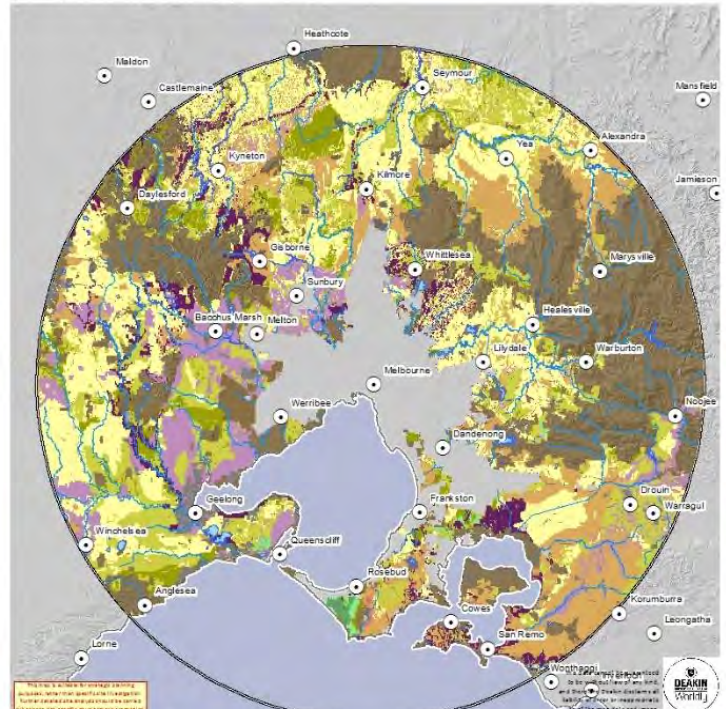 Heathcote
Maldon
Castlemaine
Seymour
Mansfield
Alexandra
Yea
Kyneton
Kilmore
Jamieson
Daylesford
Gisborne
Whittlesea
Marysville
Sunbury
Bacchus Marsh
Melton
Healesville
Lilydale
Warburton
Melbourne
Noojee
Werribee
Dandenong
Geelong
Frankston
Drouin
Warragul
Winchelsea
Queenscliff
Rosebud
Anglesea
Cowes
Korumburra
Leongatha
San Remo
Lorne
Wonthaggi
DEAKIN
Worldly